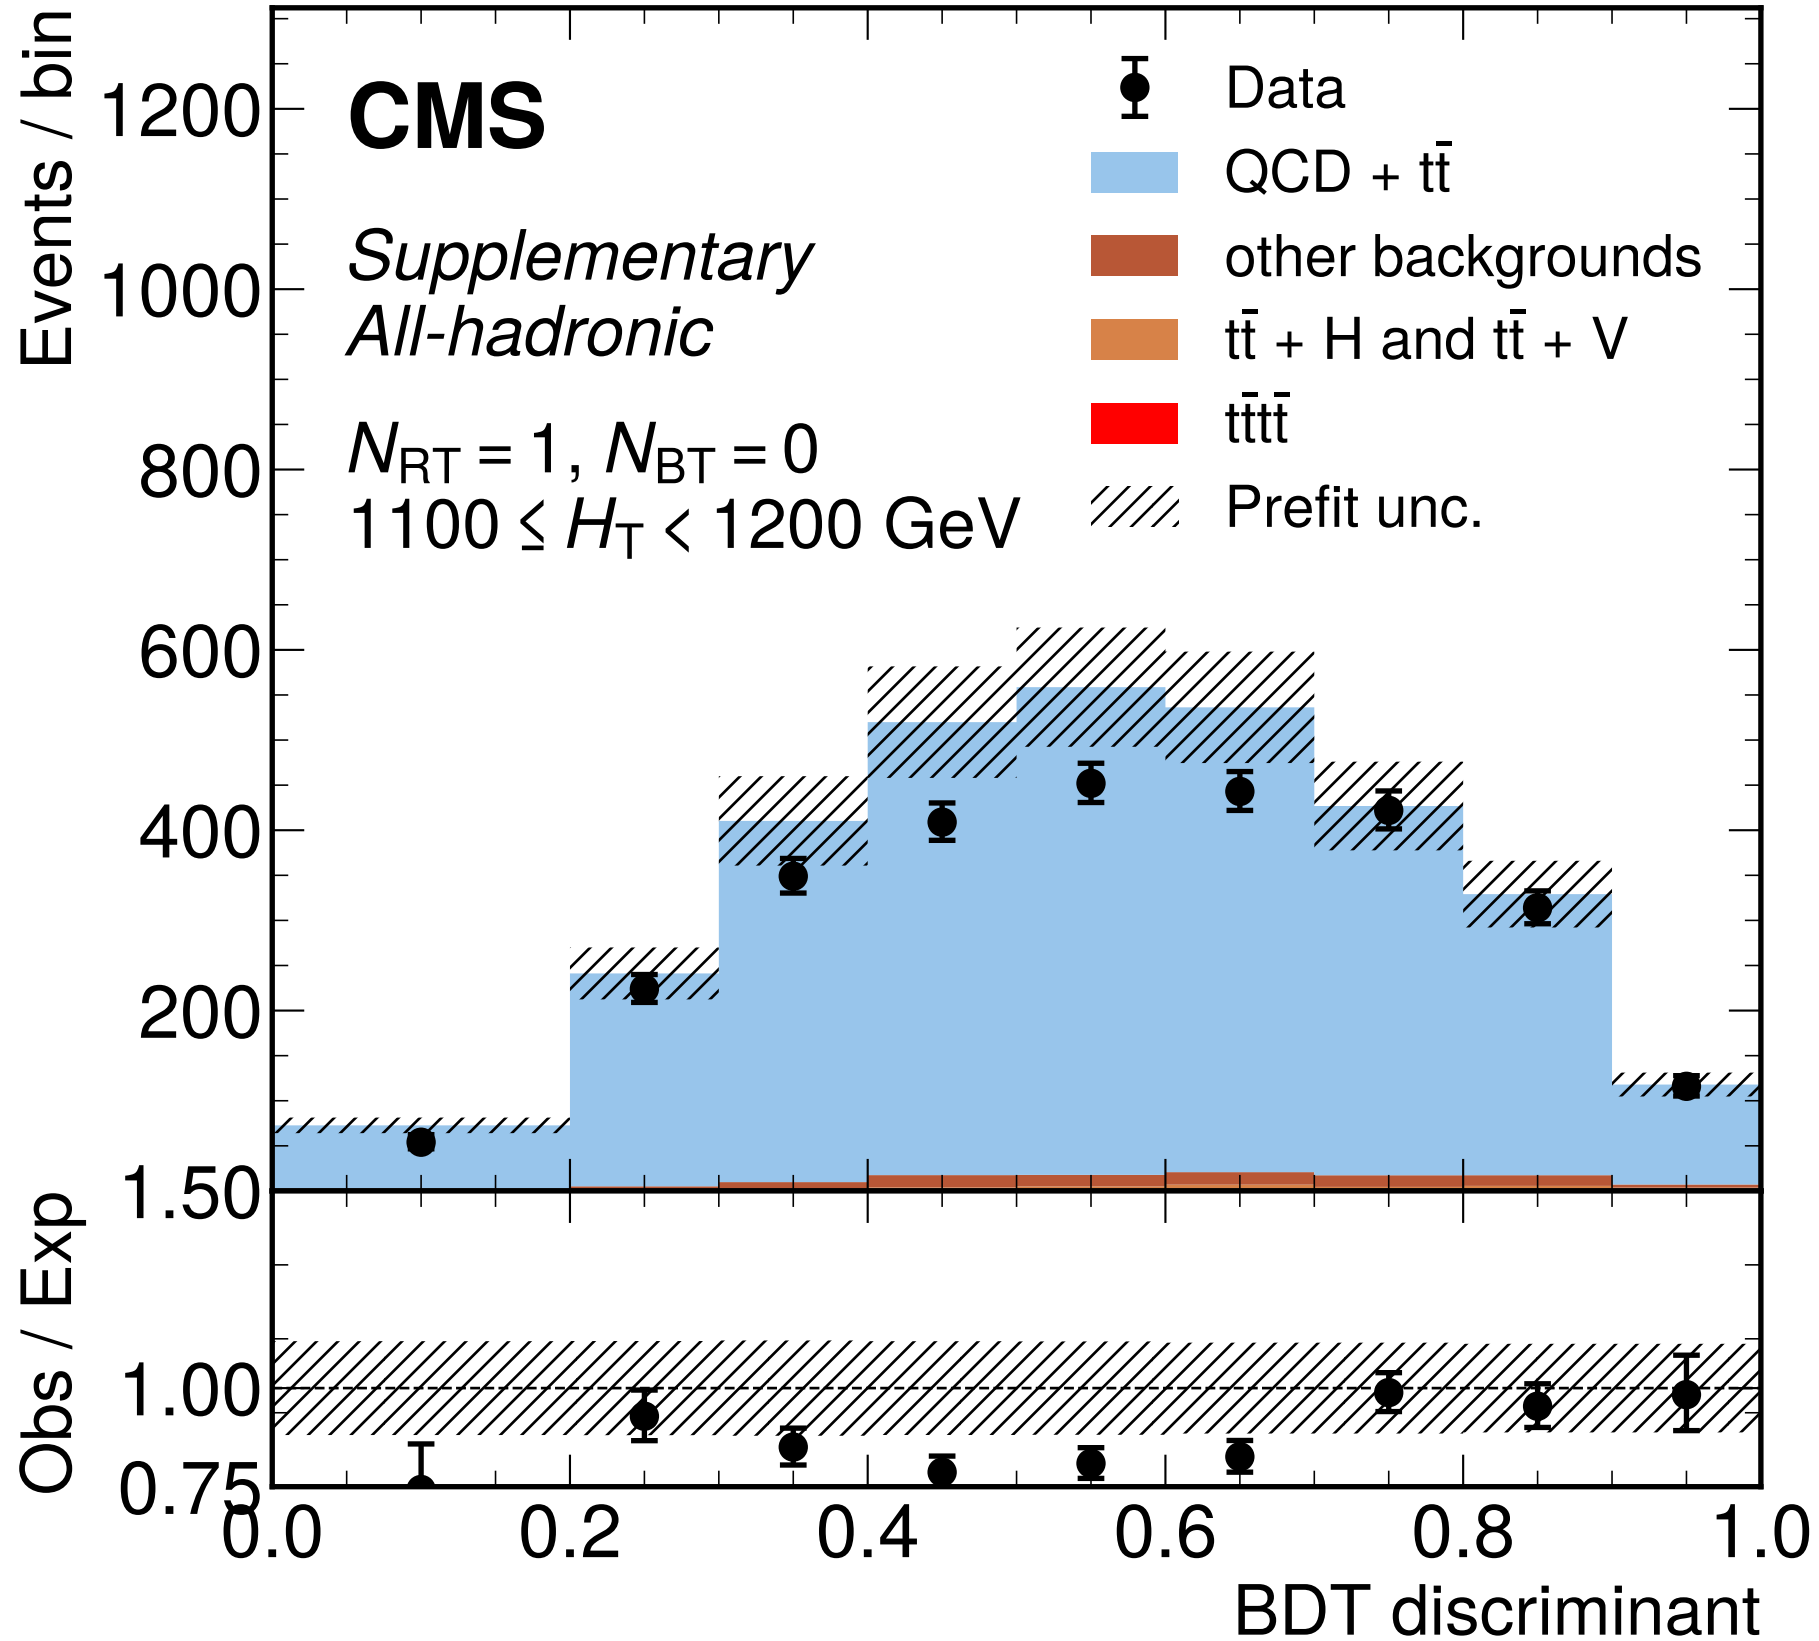 Events / bin
1200
1000
800
600
400
200
CMS
Supplementary
All-hadronic
N_RT = 1, N_BT = 0
1100 ≤ H_T < 1200 GeV
Data
QCD + tt̄
other backgrounds
tt̄ + H and tt̄ + V
tt̄tt̄
Prefit unc.
Obs / Exp
1.50
1.00
0.75
0.0 0.2 0.4 0.6 0.8 1.0
BDT discriminant